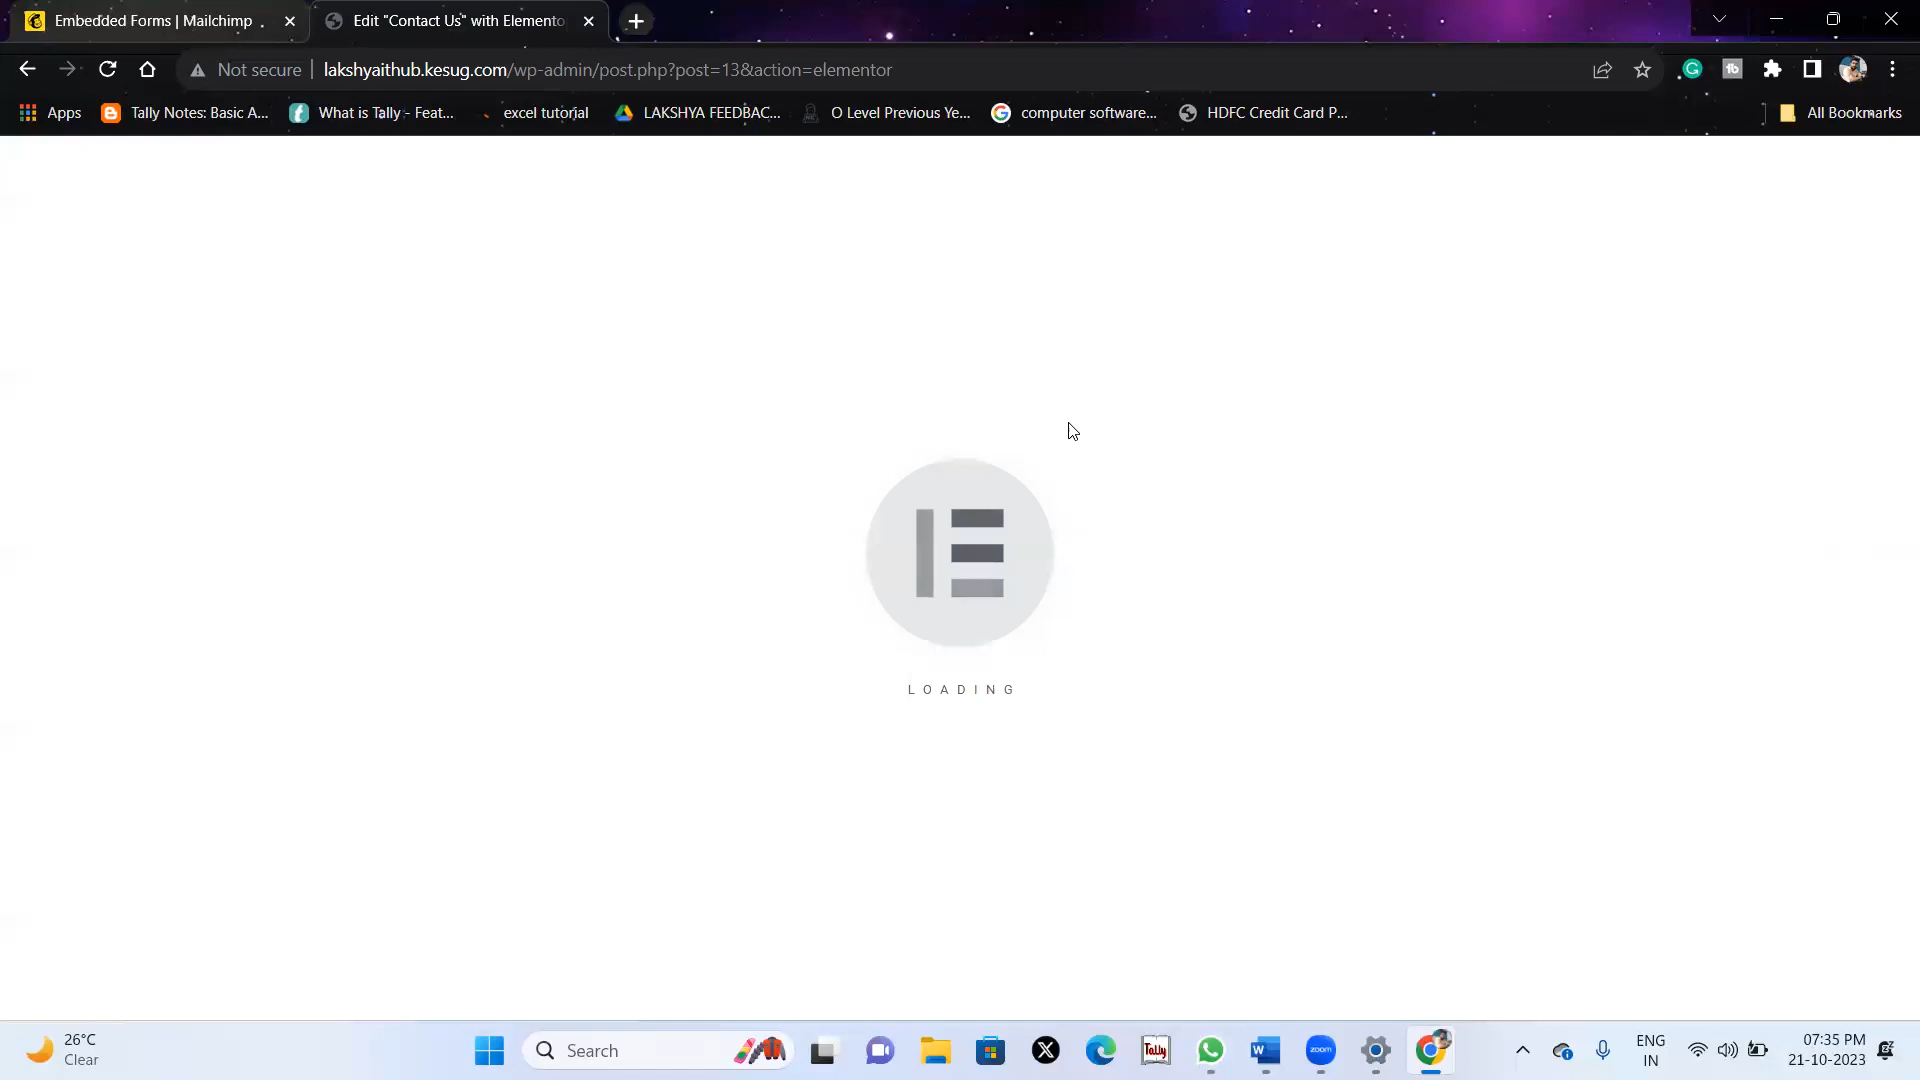 Embedded Forms | Mailchimp
Edit "Contact Us" with Elemento
Not secure
lakshyaithub.kesug.com/wp-admin/post.php?post=13&action=elementor
Apps
Tally Notes: Basic A...
What is Tally - Feat...
excel tutorial
LAKSHYA FEEDBAC...
O Level Previous Ye...
computer software...
HDFC Credit Card P...
All Bookmarks
LOADING
26°C
Clear
Search
Tally
W
zoom
ENG
IN
07:35 PM
21-10-2023